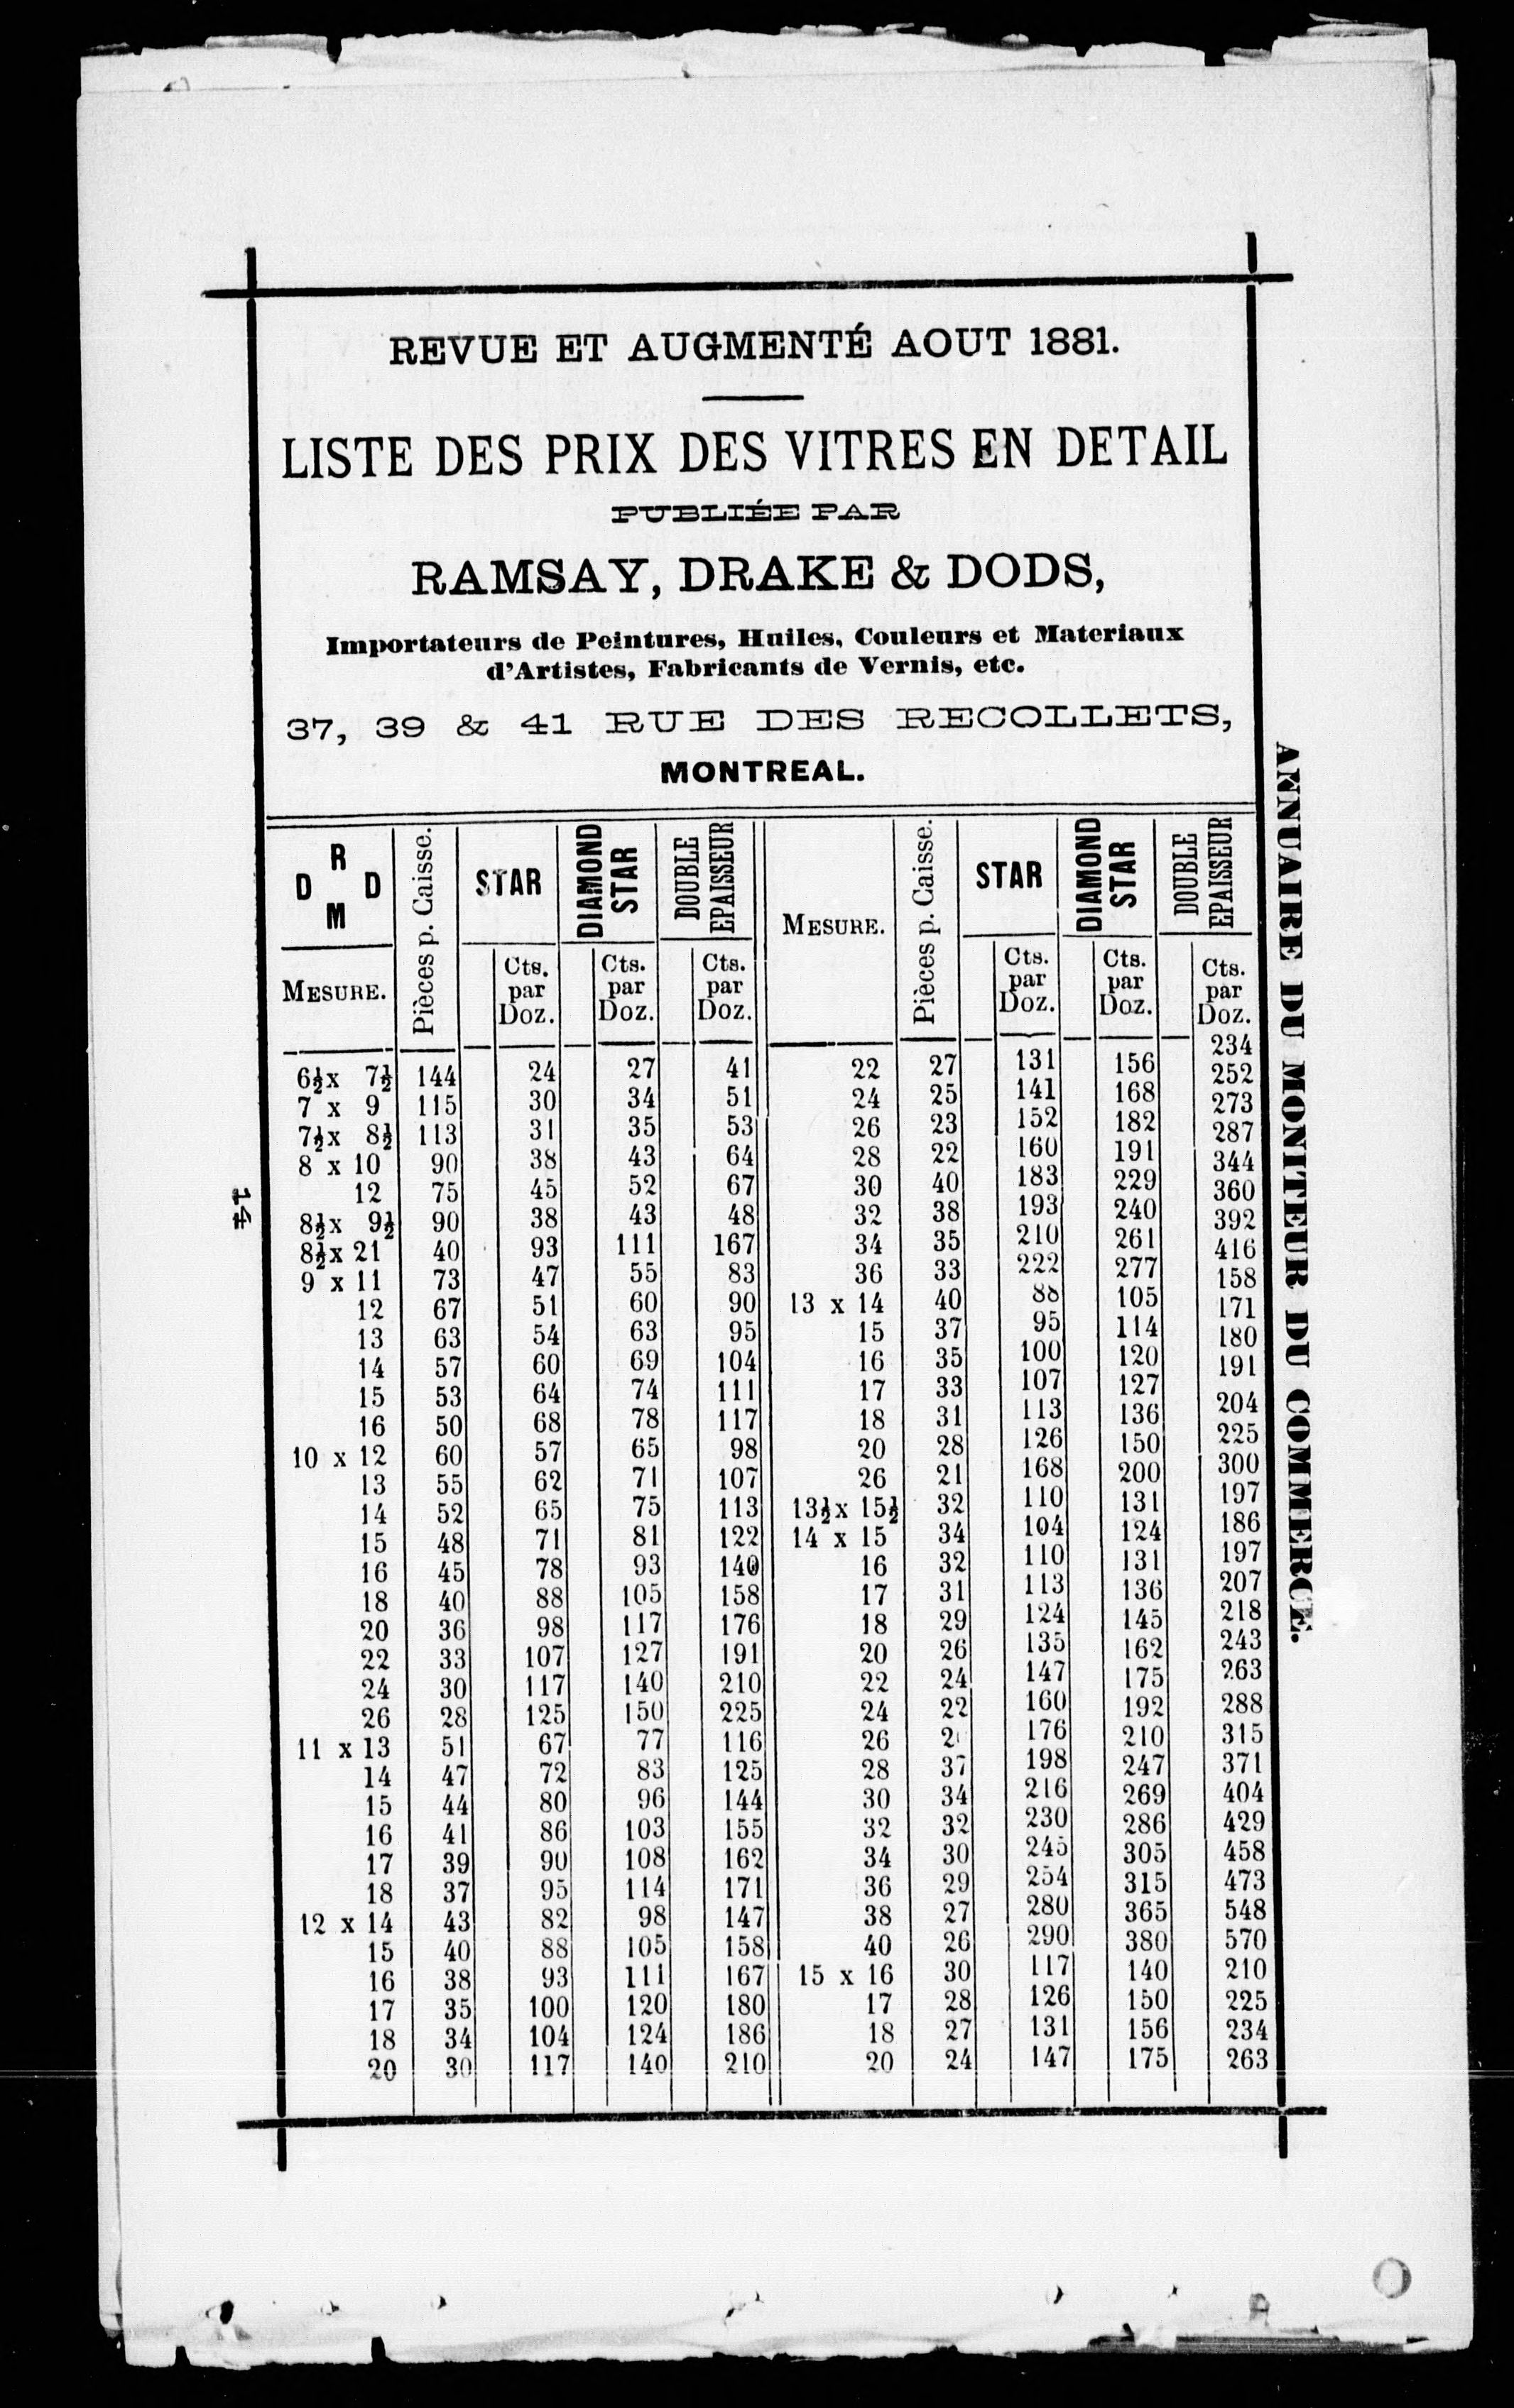 REVUE ET AUGMENTÉ AOUT 1881.
LISTE DES PRIX DES VITRES EN DETAIL
PUBLIÉE PAR
RAMSAY, DRAKE & DODS,
Importateurs de Peintures, Huiles, Couleurs et Materiaux
d'Artistes, Fabricants de Vernis, etc.
37, 39 & 41 RUE DES RECOLLETS,
MONTREAL.
R
D D
M
MESURE. Pièces p. Caisse. STAR Cts. par Doz. DIAMOND STAR Cts. par Doz. DOUBLE EPAISSEUR Cts. par Doz.
6½x 7½ 144 24 27 41
7 x 9 115 30 34 51
7½x 8½ 113 31 35 53
8 x 10 90 38 43 64
12 75 45 52 67
8½x 9½ 90 38 43 48
8½x 21 40 93 111 167
9 x 11 73 47 55 83
12 67 51 60 90
13 63 54 63 95
14 57 60 69 104
15 53 64 74 111
16 50 68 78 117
10 x 12 60 57 65 98
13 55 62 71 107
14 52 65 75 113
15 48 71 81 122
16 45 78 93 140
18 40 88 105 158
20 36 98 117 176
22 33 107 127 191
24 30 117 140 210
26 28 125 150 225
11 x 13 51 67 77 116
14 47 72 83 125
15 44 80 96 144
16 41 86 103 155
17 39 90 108 162
18 37 95 114 171
12 x 14 43 82 98 147
15 40 88 105 158
16 38 93 111 167
17 35 100 120 180
18 34 104 124 186
20 30 117 140 210
MESURE. Pièces p. Caisse. STAR Cts. par Doz. DIAMOND STAR Cts. par Doz. DOUBLE EPAISSEUR Cts. par Doz.
22 27 131 156 234
24 25 141 168 252
26 23 152 182 273
28 22 160 191 287
30 40 183 229 344
32 38 193 240 360
34 35 210 261 392
36 33 222 277 416
13 x 14 40 88 105 158
15 37 95 114 171
16 35 100 120 180
17 33 107 127 191
18 31 113 136 204
20 28 126 150 225
26 21 168 200 300
13½x 15½ 32 110 131 197
14 x 15 34 104 124 186
16 32 110 131 197
17 31 113 136 207
18 29 124 145 218
20 26 135 162 243
22 24 147 175 263
24 22 160 192 288
26 176 210 315
28 37 198 247 371
30 34 216 269 404
32 32 230 286 429
34 30 245 305 458
36 29 254 315 473
38 27 280 365 548
40 26 290 380 570
15 x 16 30 117 140 210
17 28 126 150 225
18 27 131 156 234
20 24 147 175 263
ANNUAIRE DU MONITEUR DU COMMERCE.
14